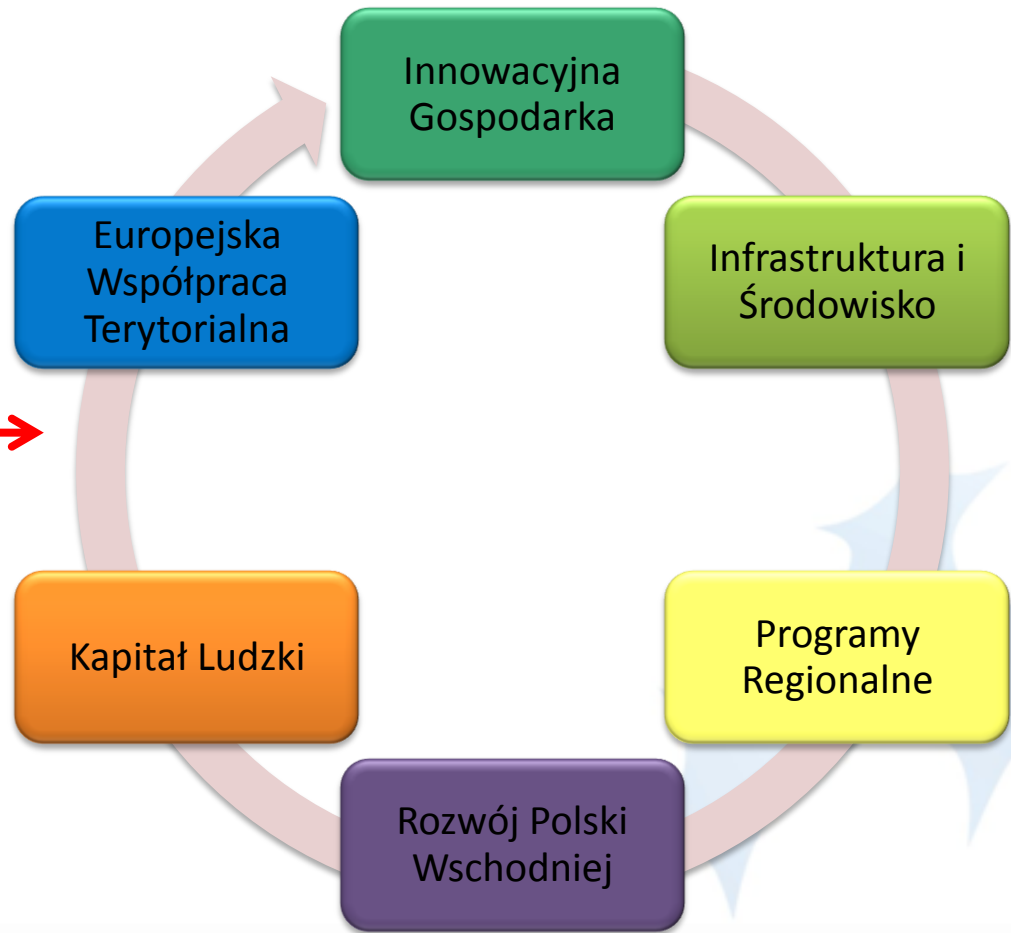 Innowacyjna
Gospodarka
Infrastruktura i
Środowisko
Programy
Regionalne
Rozwój Polski
Wschodniej
Kapitał Ludzki
Europejska
Współpraca
Terytorialna